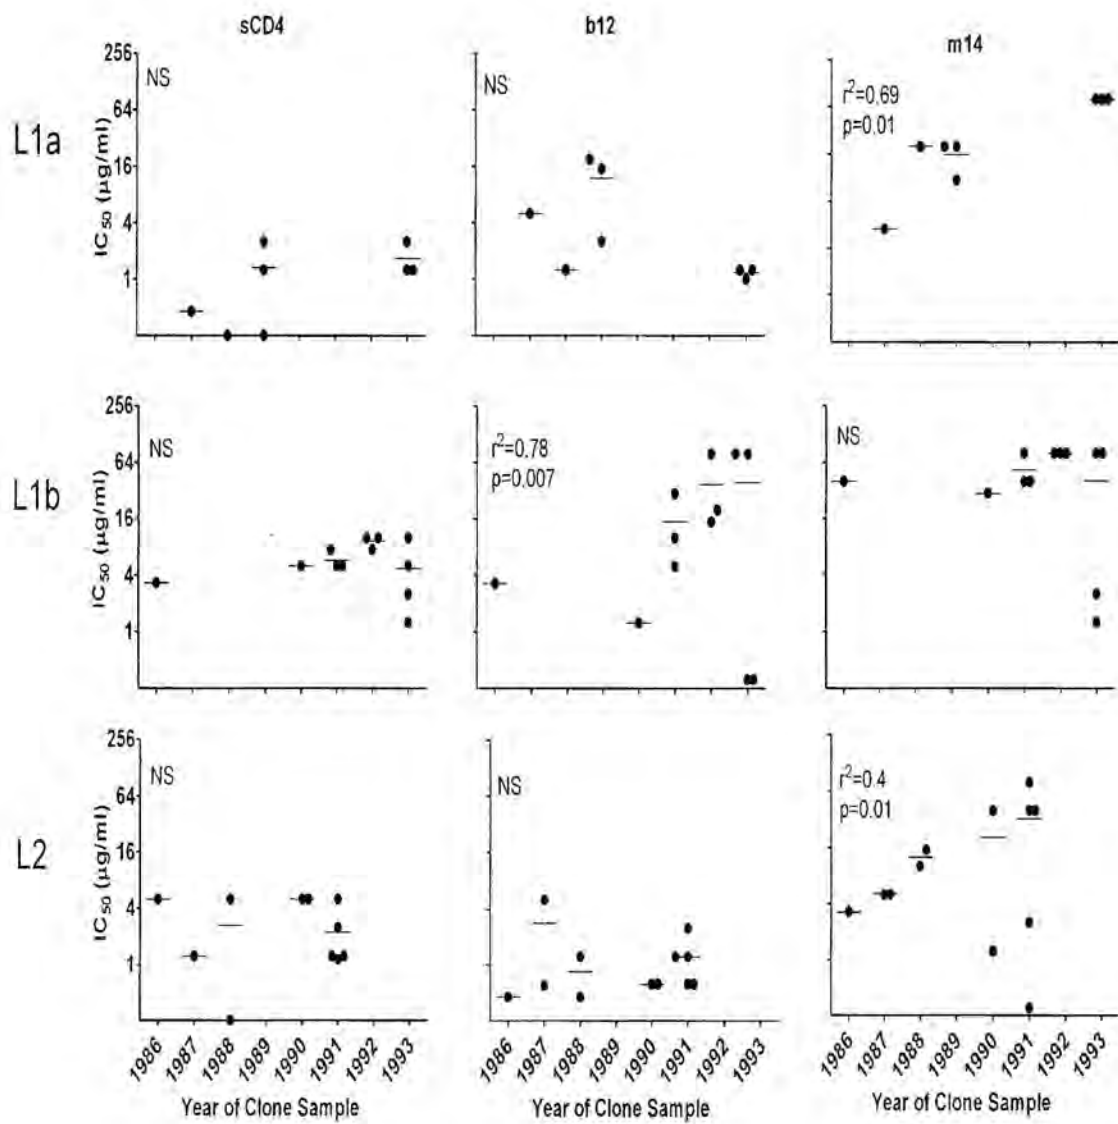 sCD4
b12
m14
L1a
IC50 (µg/ml)
256
64
16
4
1
NS
NS
r²=0.69
p=0.01
L1b
IC50 (µg/ml)
256
64
16
4
1
NS
r²=0.78
p=0.007
NS
L2
IC50 (µg/ml)
256
64
16
4
1
NS
NS
r²=0.4
p=0.01
1986 1987 1988 1989 1990 1991 1992 1993
1986 1987 1988 1989 1990 1991 1992 1993
1986 1987 1988 1989 1990 1991 1992 1993
Year of Clone Sample
Year of Clone Sample
Year of Clone Sample